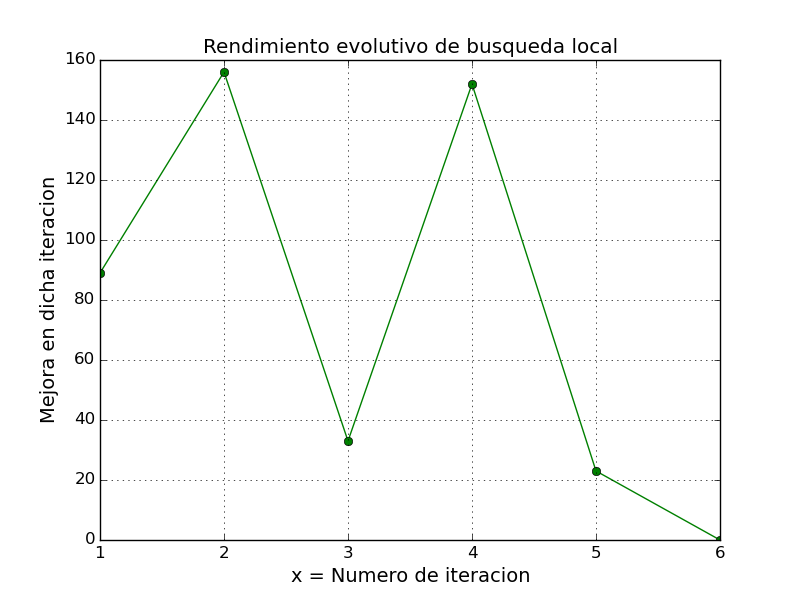 Rendimiento evolutivo de busqueda local
160
140
120
100
80
60
40
20
0
Mejora en dicha iteracion
1 2 3 4 5 6
x = Numero de iteracion